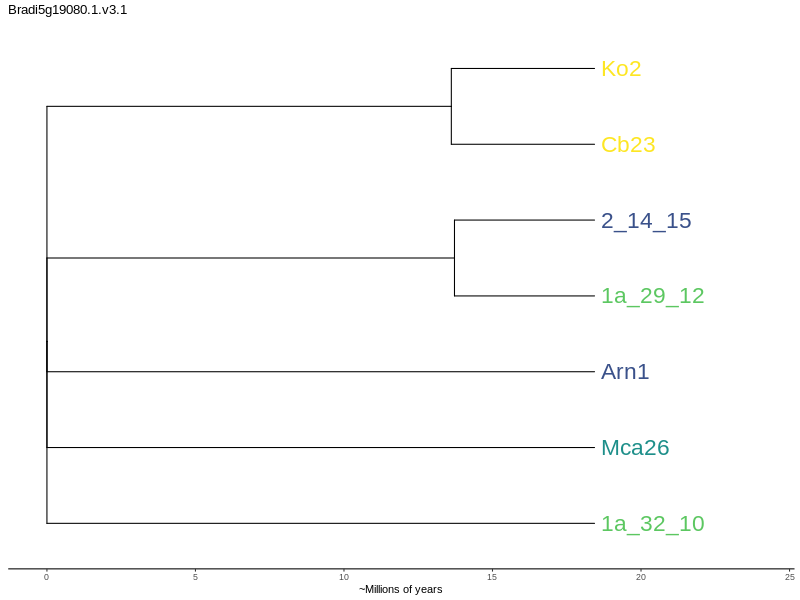 Bradi5g19080.1.v3.1
Ko2
Cb23
2_14_15
1a_29_12
Arn1
Mca26
1a_32_10
0 5 10 15 20 25
~Millions of years